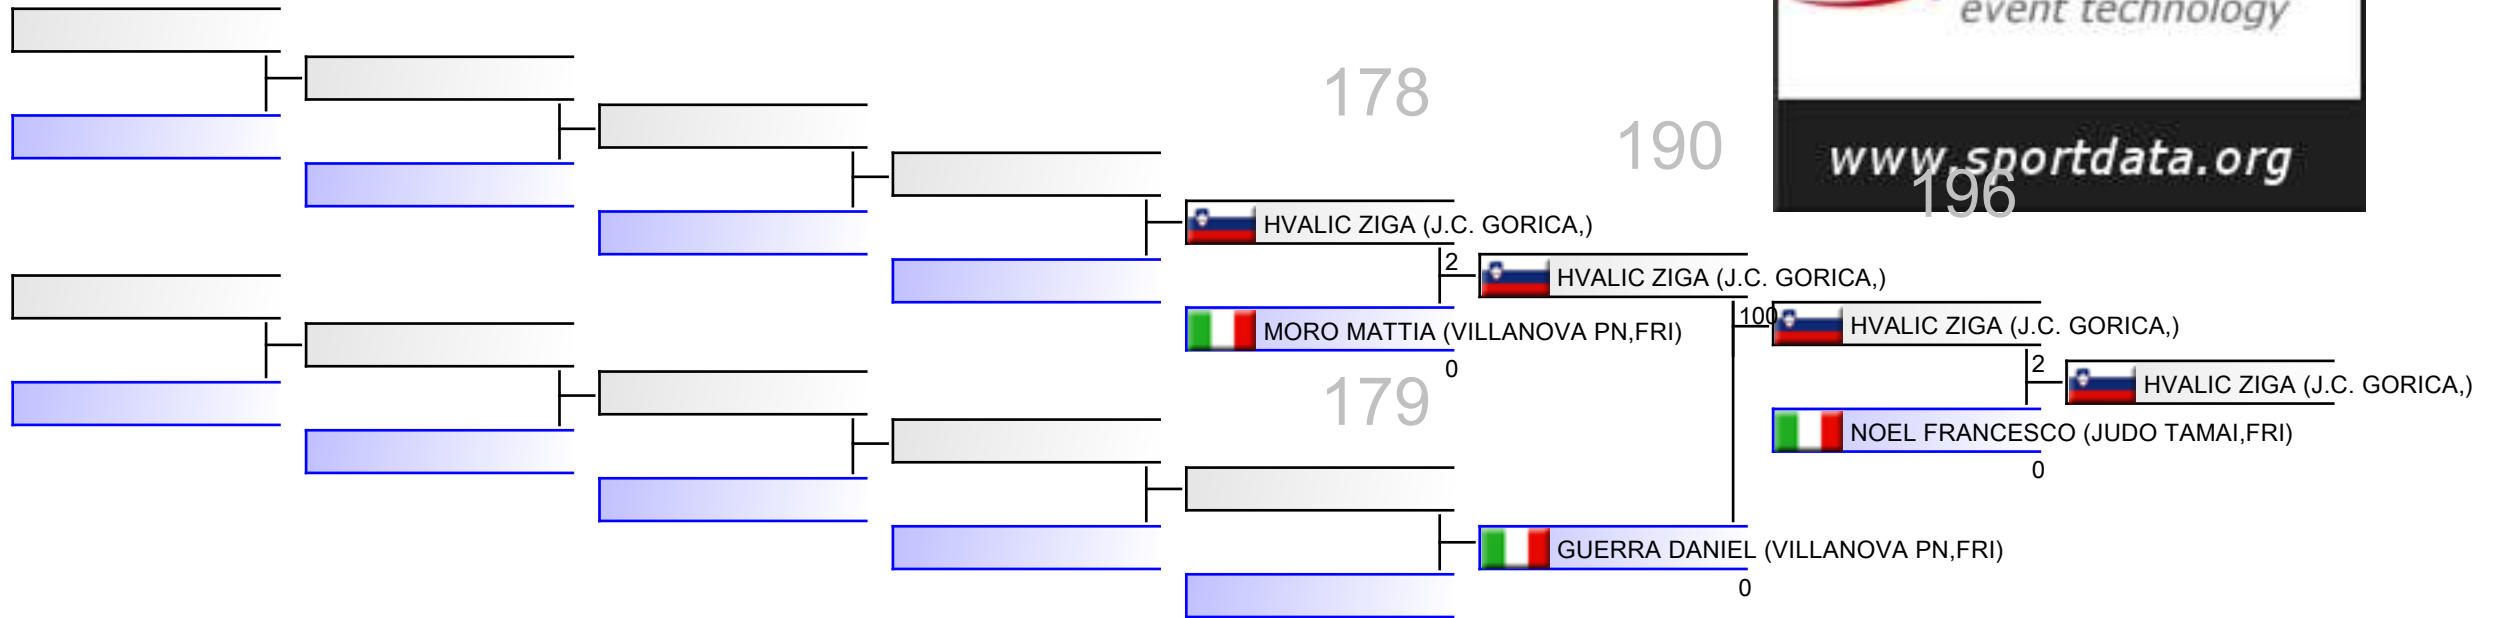 event technology
178
190
www.sportdata.org
196
HVALIC ZIGA (J.C. GORICA,)
2
HVALIC ZIGA (J.C. GORICA,)
100
MORO MATTIA (VILLANOVA PN,FRI)
HVALIC ZIGA (J.C. GORICA,)
0
2
179
HVALIC ZIGA (J.C. GORICA,)
NOEL FRANCESCO (JUDO TAMAI,FRI)
0
GUERRA DANIEL (VILLANOVA PN,FRI)
0